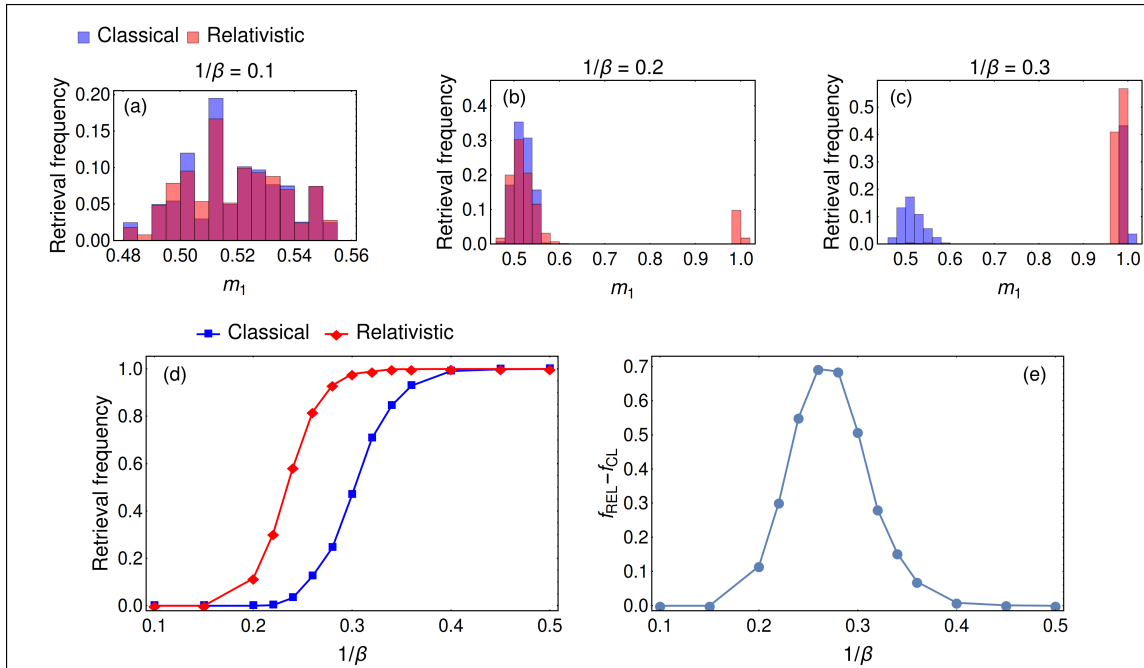 Classical Relativistic
1/β = 0.1 1/β = 0.2 1/β = 0.3
(a) (b) (c)
Retrieval frequency
0.20
0.15
0.10
0.05
0.00
0.48 0.50 0.52 0.54 0.56
m1
Retrieval frequency
0.4
0.3
0.2
0.1
0.0
0.5 0.6 0.7 0.8 0.9 1.0
m1
Retrieval frequency
0.5
0.4
0.3
0.2
0.1
0.0
0.5 0.6 0.7 0.8 0.9 1.0
m1
Classical Relativistic
(d)
Retrieval frequency
1.0
0.8
0.6
0.4
0.2
0.0
0.1 0.2 0.3 0.4 0.5
1/β
(e)
fREL−fCL
0.7
0.6
0.5
0.4
0.3
0.2
0.1
0.0
0.1 0.2 0.3 0.4 0.5
1/β